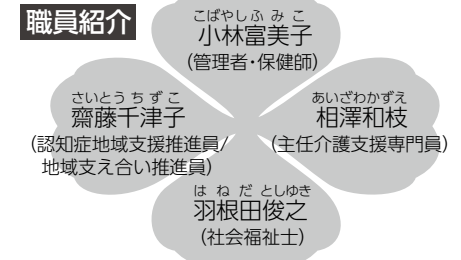 職員紹介
こばやしふみこ
小林富美子
(管理者・保健師)
さいとうちずこ
齋藤千津子
(認知症地域支援推進員/
地域支え合い推進員)
あいざわかずえ
相澤和枝
(主任介護支援専門員)
はねだとしゆき
羽根田俊之
(社会福祉士)